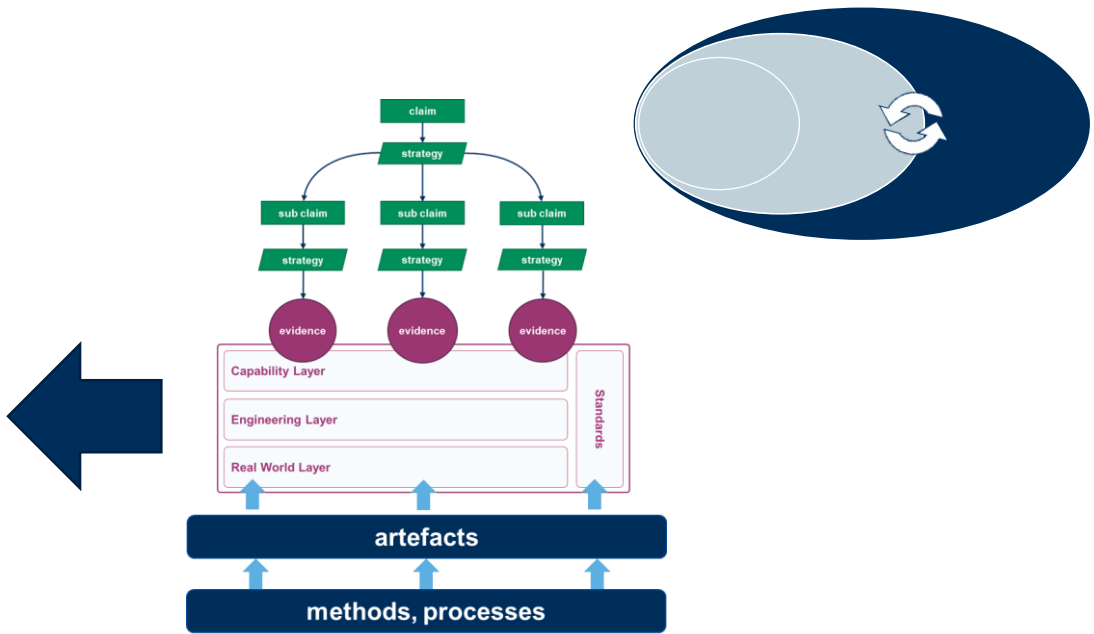 claim
strategy
sub claim
sub claim
sub claim
strategy
strategy
strategy
evidence
evidence
evidence
Capability Layer
Engineering Layer
Real World Layer
Standards
artefacts
methods, processes